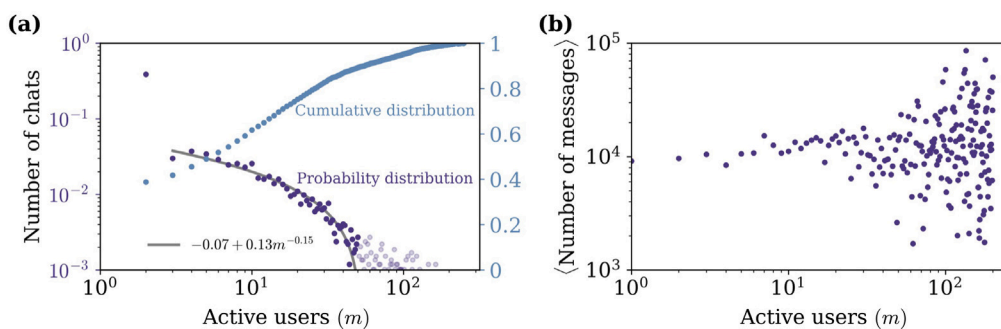 (a)
Number of chats
10^0
10^-1
10^-2
10^-3
10^0
10^1
10^2
1
0.8
0.6
0.4
0.2
0
Cumulative distribution
Probability distribution
−0.07 + 0.13m^−0.15
Active users (m)
(b)
⟨Number of messages⟩
10^5
10^4
10^3
10^0
10^1
10^2
Active users (m)